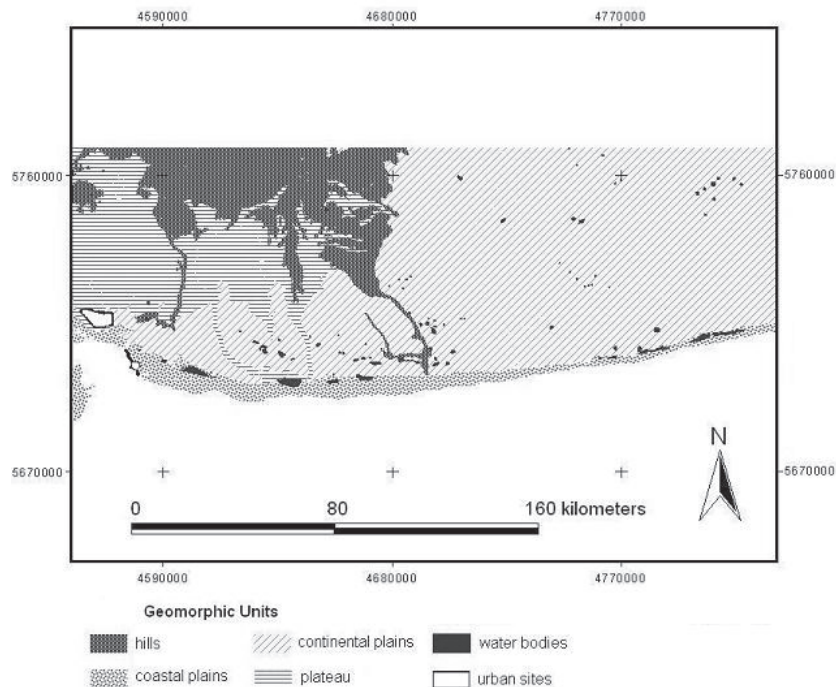 4590000 4680000 4770000
5760000 5760000
N
5670000 5670000
0 80 160 kilometers
4590000 4680000 4770000
Geomorphic Units
hills continental plains water bodies
coastal plains plateau urban sites